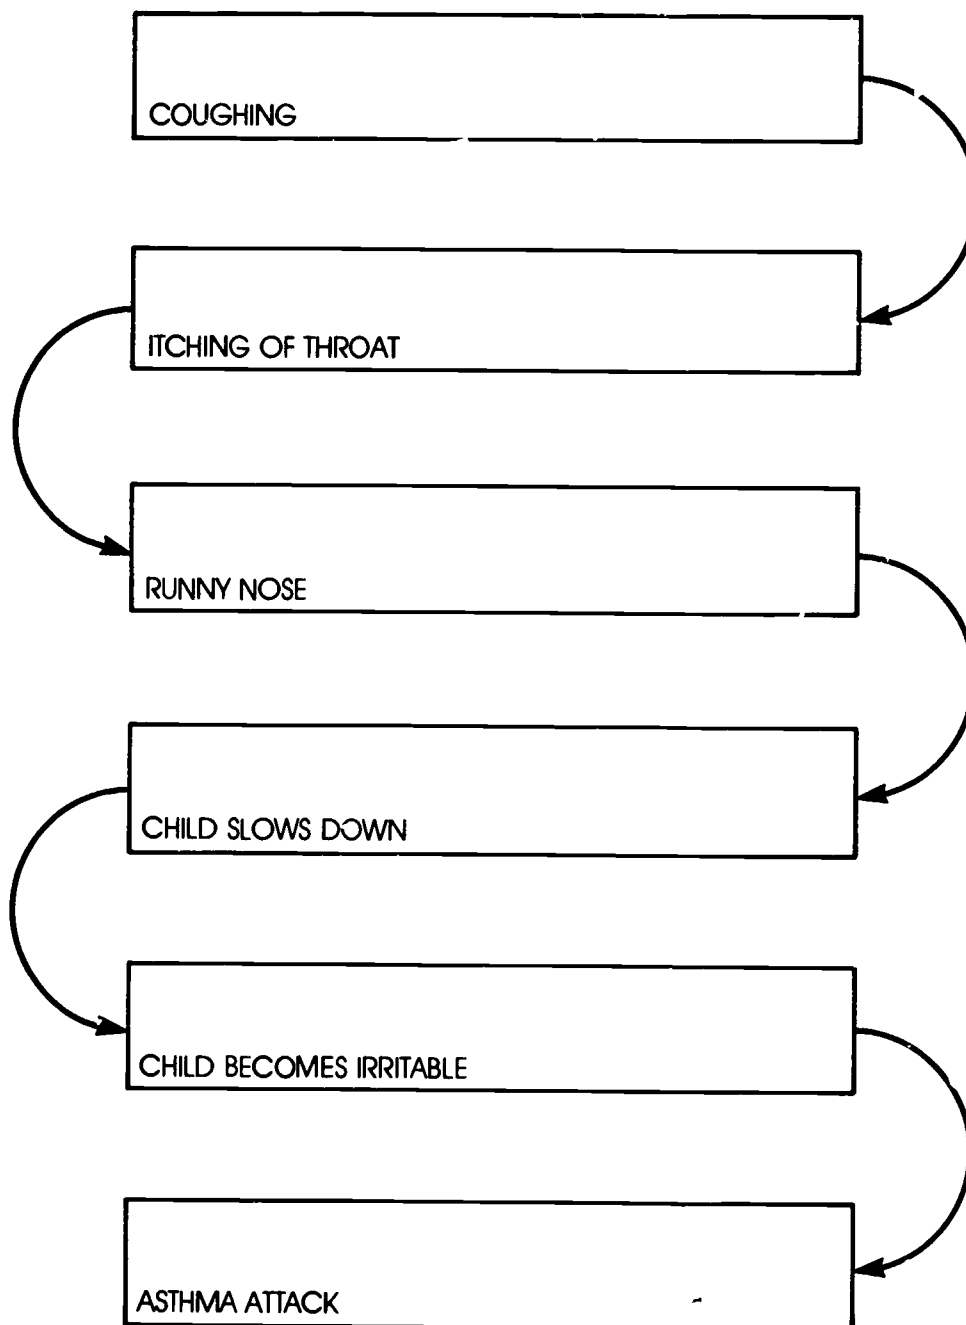 COUGHING
ITCHING OF THROAT
RUNNY NOSE
CHILD SLOWS DOWN
CHILD BECOMES IRRITABLE
ASTHMA ATTACK